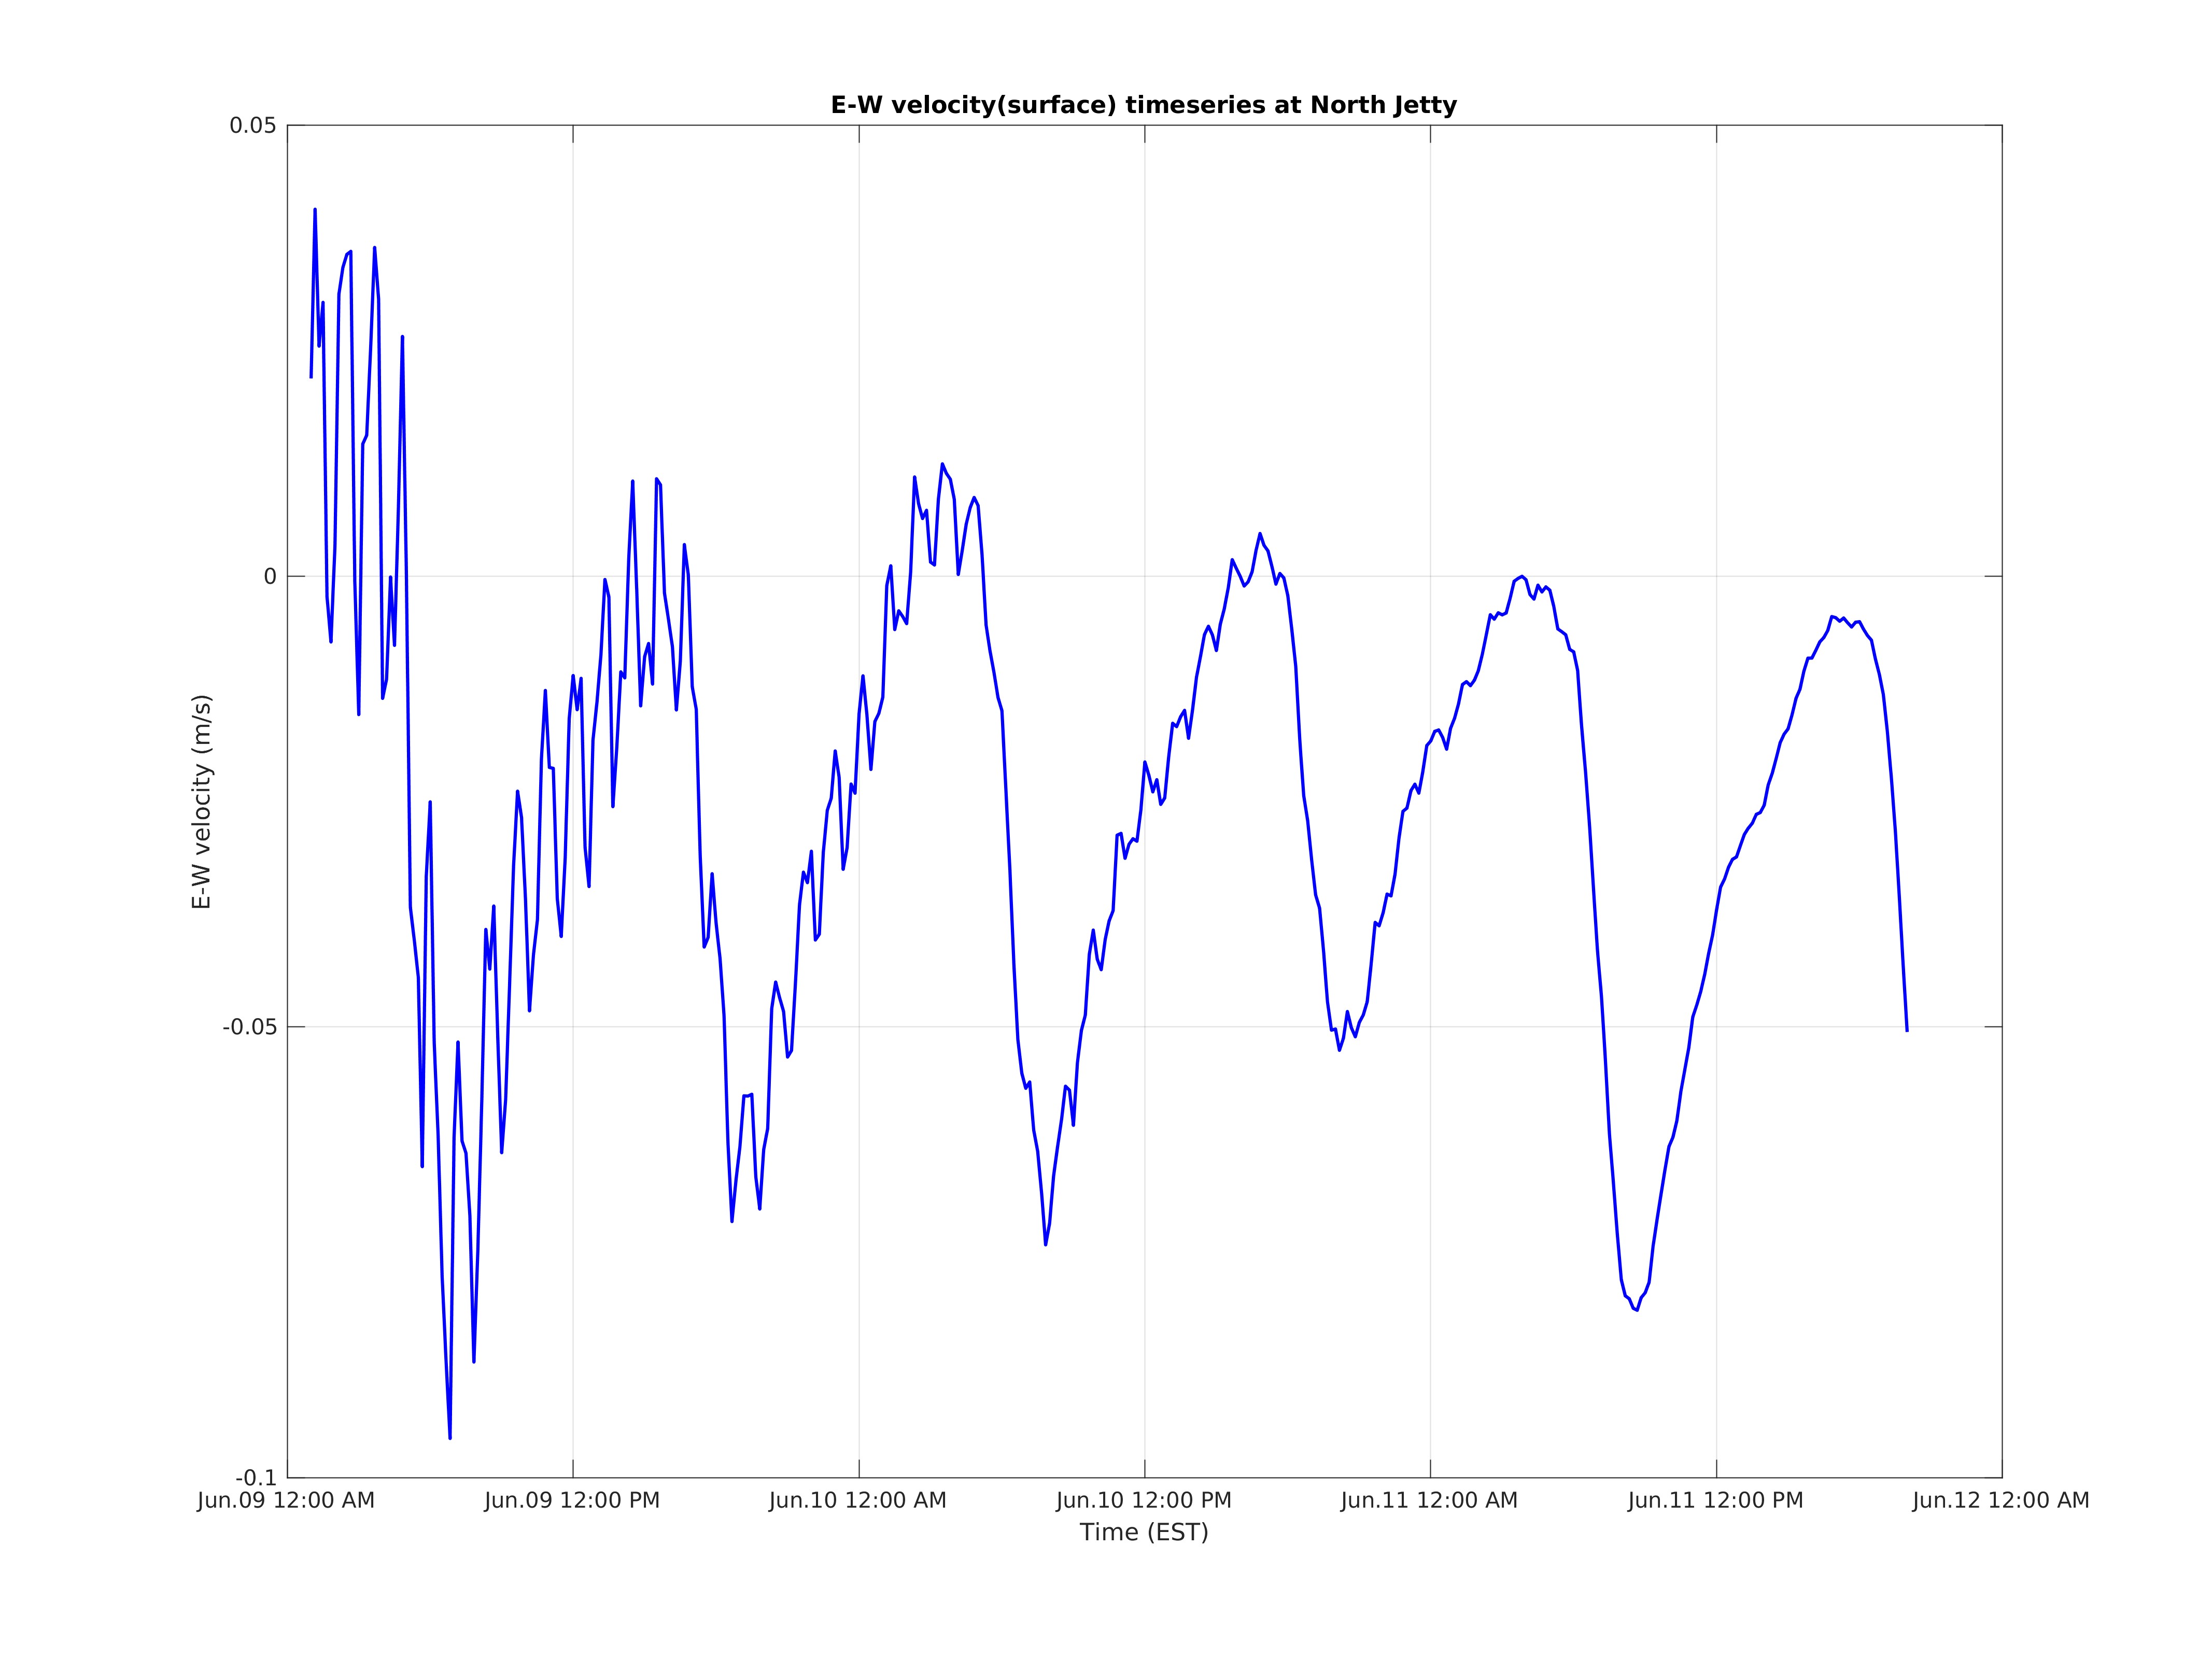 E-W velocity(surface) timeseries at North Jetty
0.05
0
-0.05
-0.1
E-W velocity (m/s)
Jun.09 12:00 AM
Jun.09 12:00 PM
Jun.10 12:00 AM
Jun.10 12:00 PM
Jun.11 12:00 AM
Jun.11 12:00 PM
Jun.12 12:00 AM
Time (EST)